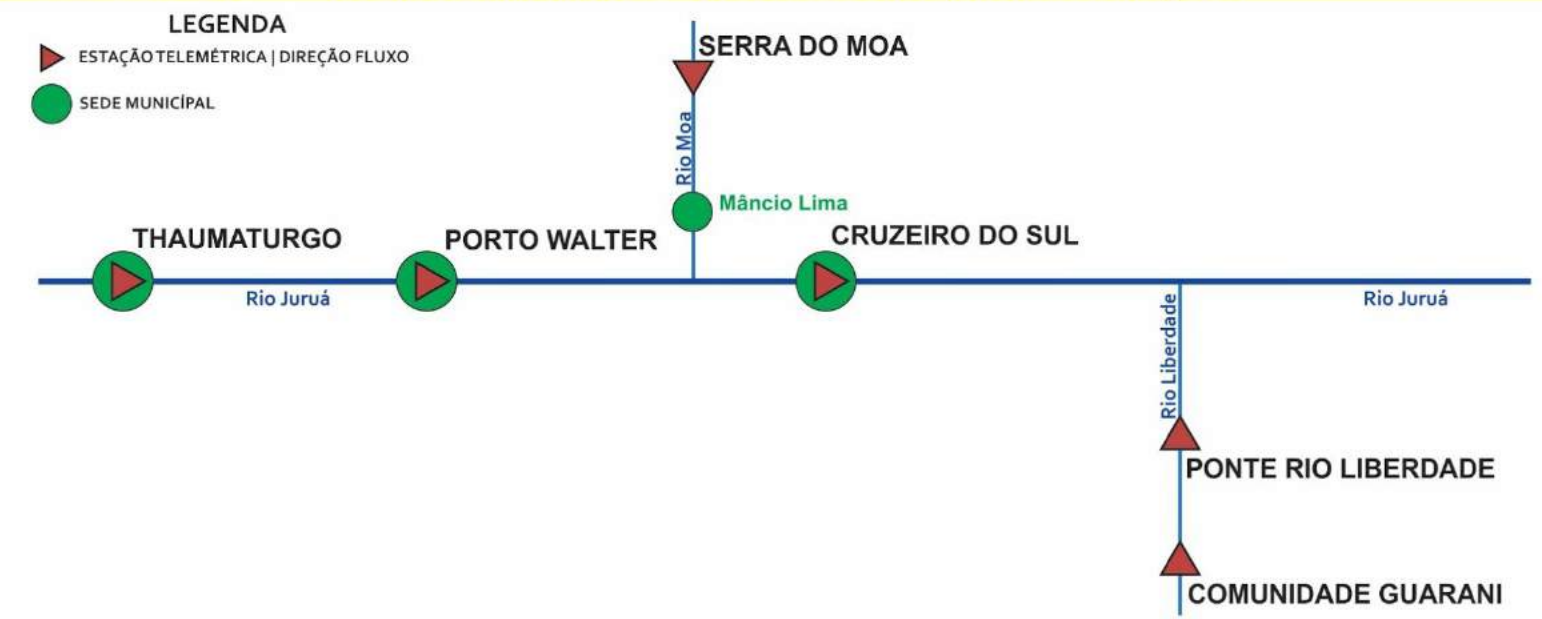 LEGENDA
ESTAÇÃO TELEMÉTRICA | DIREÇÃO FLUXO
SEDE MUNICÍPAL
SERRA DO MOA
Rio Moa
Mâncio Lima
THAUMATURGO
PORTO WALTER
CRUZEIRO DO SUL
Rio Juruá
Rio Juruá
Rio Liberdade
PONTE RIO LIBERDADE
COMUNIDADE GUARANI